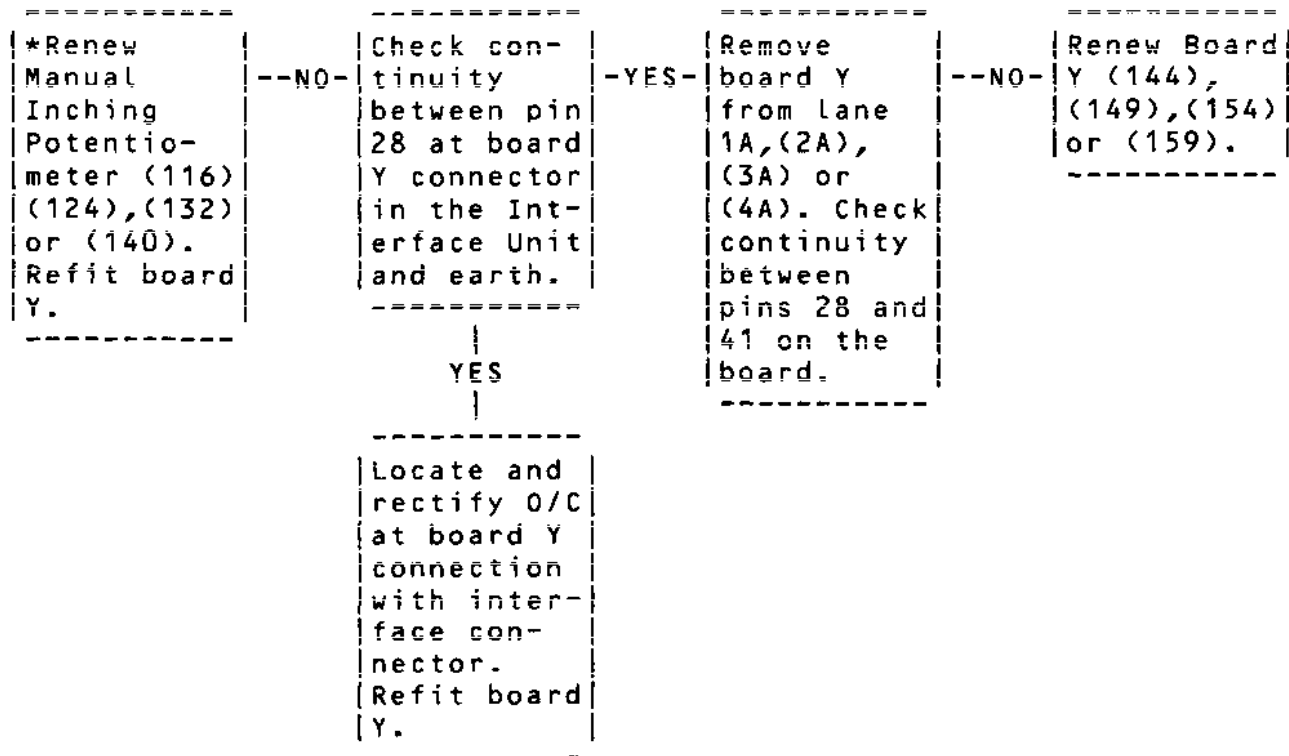 *Renew
Manual
Inching
Potentio-
meter (116)
(124),(132)
or (140).
Refit board
Y.
--NO-
Check con-
tinuity
between pin
28 at board
Y connector
in the Int-
erface Unit
and earth.
-YES-
Remove
board Y
from lane
1A,(2A),
(3A) or
(4A). Check
continuity
between
pins 28 and
41 on the
board.
--NO-
Renew Board
Y (144),
(149),(154)
or (159).
YES
Locate and
rectify O/C
at board Y
connection
with inter-
face con-
nector.
Refit board
Y.